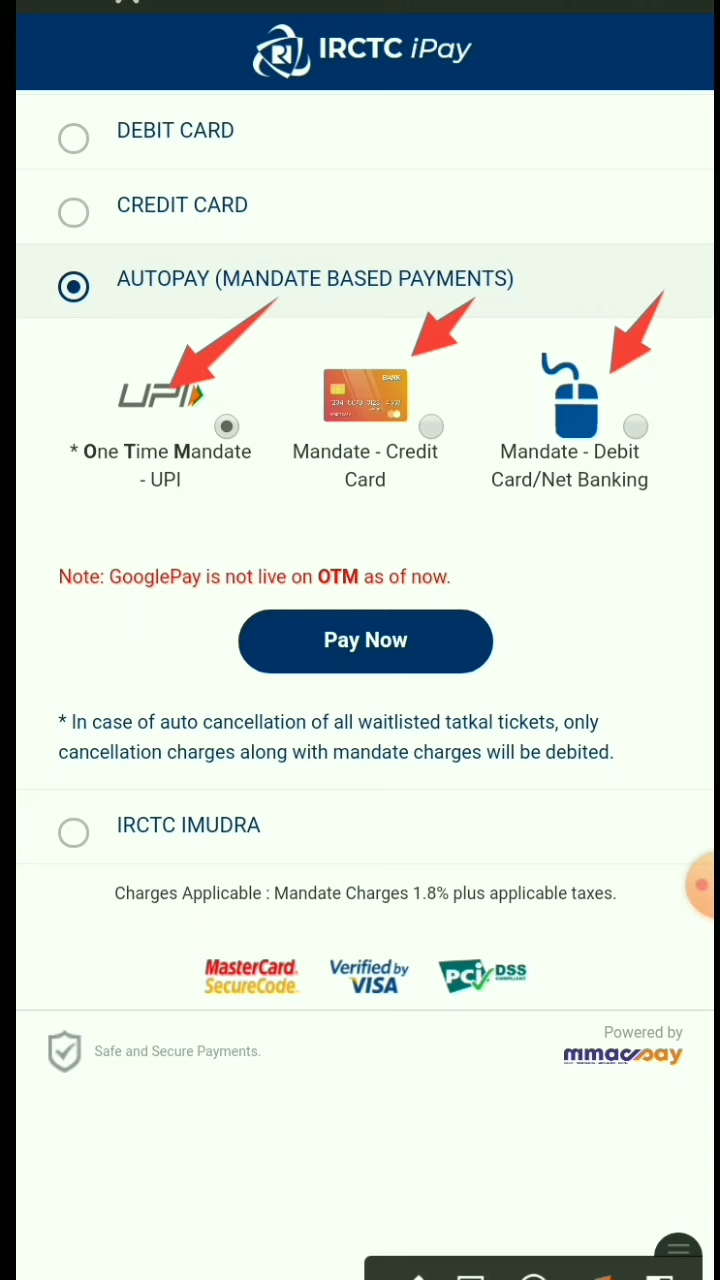 IRCTC iPay
DEBIT CARD
CREDIT CARD
AUTOPAY (MANDATE BASED PAYMENTS)
UPI
BANK
* One Time Mandate
- UPI
Mandate - Credit
Card
Mandate - Debit
Card/Net Banking
Note: GooglePay is not live on OTM as of now.
Pay Now
* In case of auto cancellation of all waitlisted tatkal tickets, only
cancellation charges along with mandate charges will be debited.
IRCTC IMUDRA
Charges Applicable : Mandate Charges 1.8% plus applicable taxes.
MasterCard.
SecureCode.
Verified by
VISA
PCI DSS
COMPLIANT
Safe and Secure Payments.
Powered by